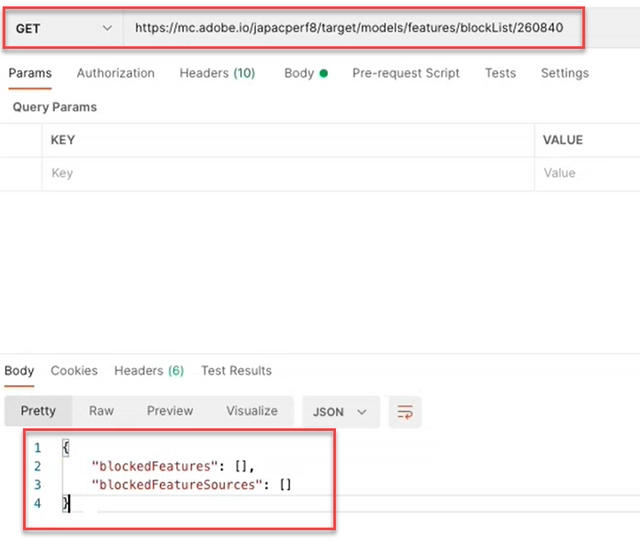 GET https://mc.adobe.io/japacperf8/target/models/features/blockList/260840
Params Authorization Headers (10) Body Pre-request Script Tests Settings
Query Params
KEY VALUE
Key Value
Body Cookies Headers (6) Test Results
Pretty Raw Preview Visualize JSON
1 {
2 "blockedFeatures": [],
3 "blockedFeatureSources": []
4 }